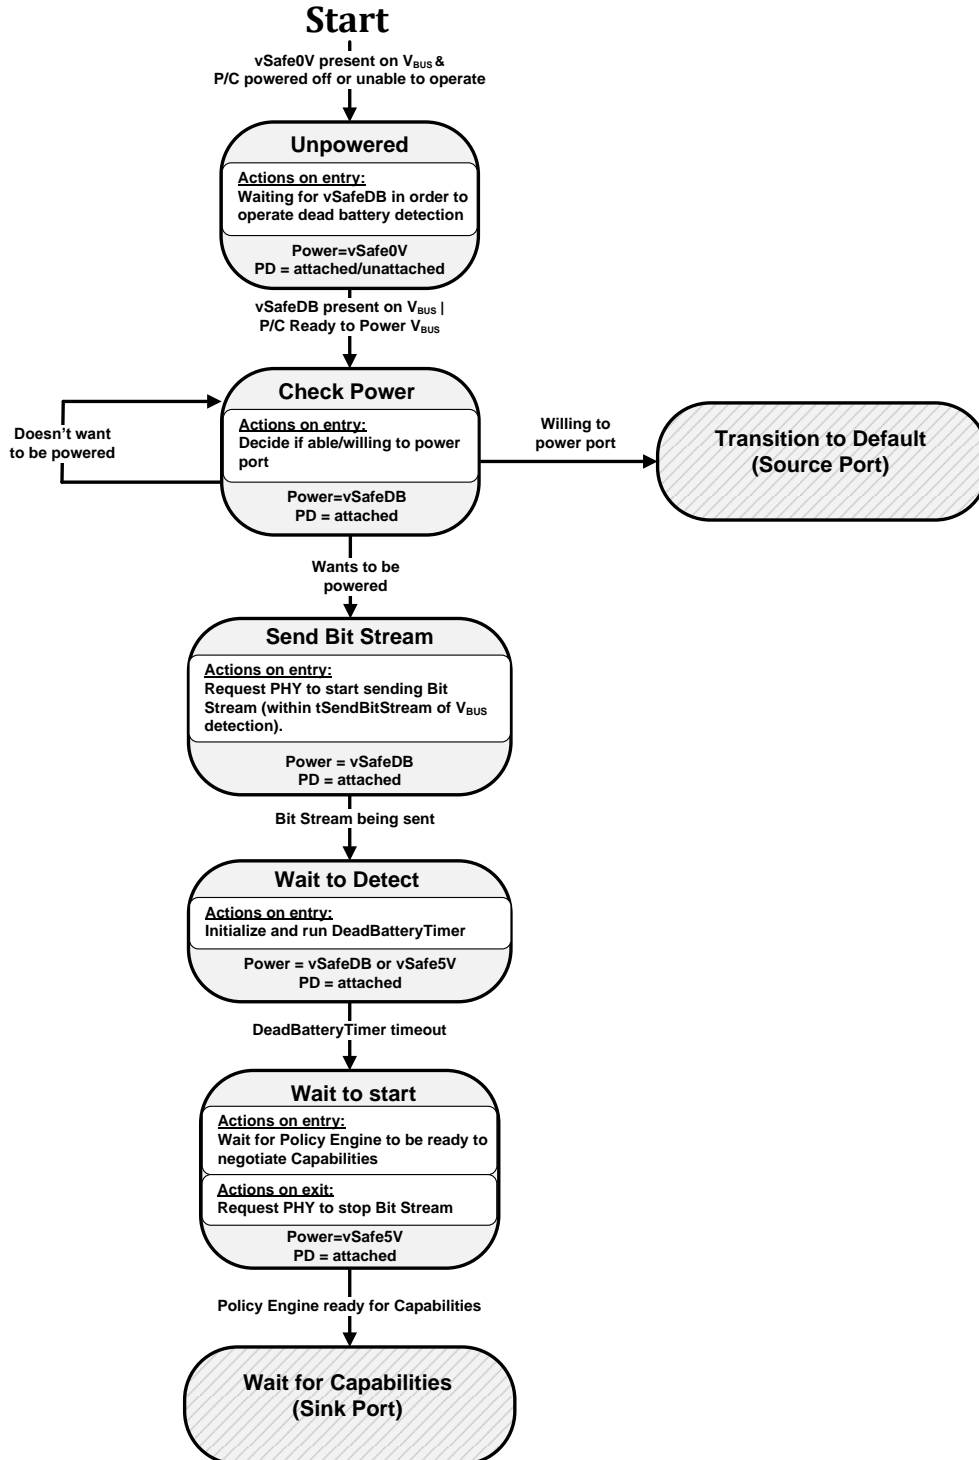 Start
vSafe0V present on VBUS &
P/C powered off or unable to operate
Unpowered
Actions on entry:
Waiting for vSafeDB in order to
operate dead battery detection
Power=vSafe0V
PD = attached/unattached
vSafeDB present on VBUS |
P/C Ready to Power VBUS
Check Power
Actions on entry:
Decide if able/willing to power
port
Power=vSafeDB
PD = attached
Doesn't want
to be powered
Willing to
power port
Transition to Default
(Source Port)
Wants to be
powered
Send Bit Stream
Actions on entry:
Request PHY to start sending Bit
Stream (within tSendBitStream of VBUS
detection).
Power = vSafeDB
PD = attached
Bit Stream being sent
Wait to Detect
Actions on entry:
Initialize and run DeadBatteryTimer
Power = vSafeDB or vSafe5V
PD = attached
DeadBatteryTimer timeout
Wait to start
Actions on entry:
Wait for Policy Engine to be ready to
negotiate Capabilities
Actions on exit:
Request PHY to stop Bit Stream
Power=vSafe5V
PD = attached
Policy Engine ready for Capabilities
Wait for Capabilities
(Sink Port)